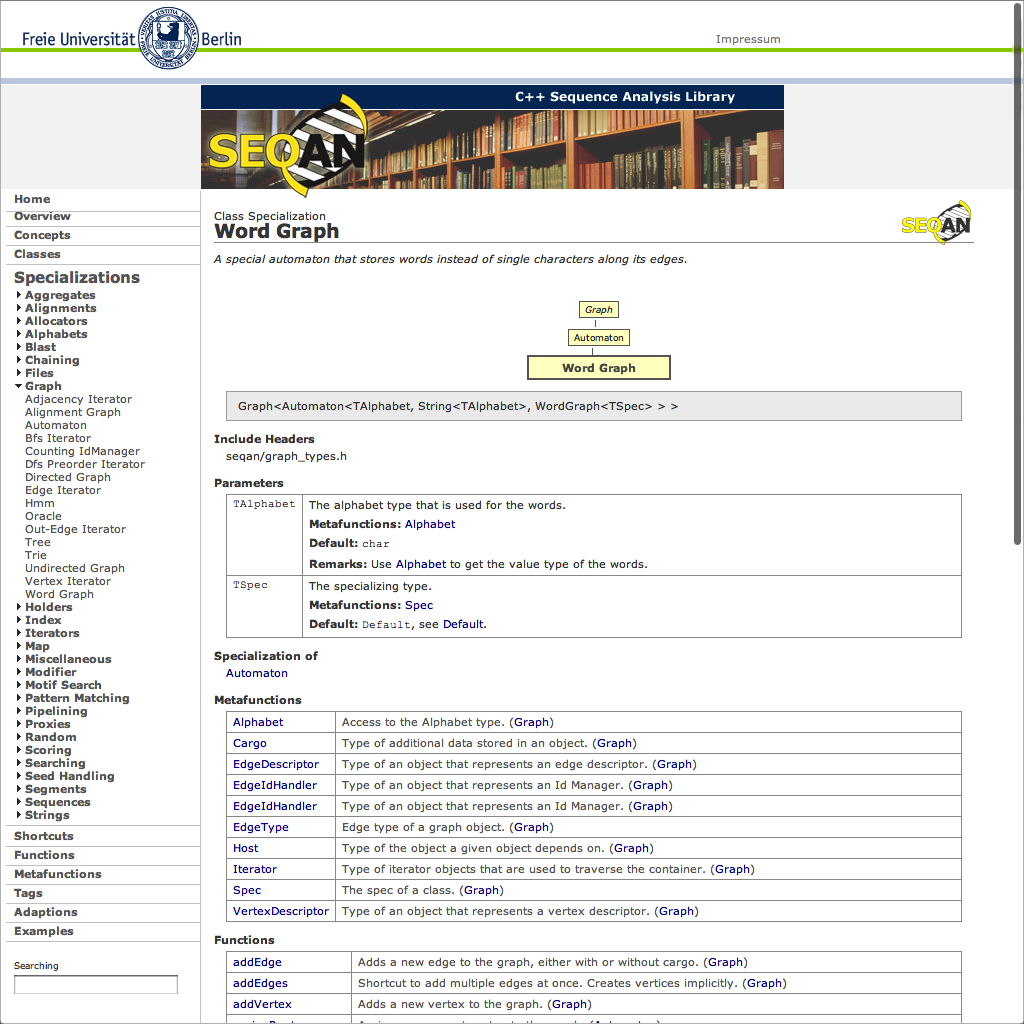 Freie Universität Berlin
Impressum
C++ Sequence Analysis Library
SEQAN
Home
Overview
Concepts
Classes
Specializations
Aggregates
Alignments
Allocators
Alphabets
Blast
Chaining
Files
Graph
Adjacency Iterator
Alignment Graph
Automaton
Bfs Iterator
Counting IdManager
Dfs Preorder Iterator
Directed Graph
Edge Iterator
Hmm
Oracle
Out-Edge Iterator
Tree
Trie
Undirected Graph
Vertex Iterator
Word Graph
Holders
Index
Iterators
Map
Miscellaneous
Modifier
Motif Search
Pattern Matching
Pipelining
Proxies
Random
Scoring
Searching
Seed Handling
Segments
Sequences
Strings
Shortcuts
Functions
Metafunctions
Tags
Adaptions
Examples
Searching
Class Specialization
Word Graph
SEQAN
A special automaton that stores words instead of single characters along its edges.
Graph
Automaton
Word Graph
Graph<Automaton<TAlphabet, String<TAlphabet>, WordGraph<TSpec> > >
Include Headers
seqan/graph_types.h
Parameters
TAlphabet The alphabet type that is used for the words.
Metafunctions: Alphabet
Default: char
Remarks: Use Alphabet to get the value type of the words.
TSpec The specializing type.
Metafunctions: Spec
Default: Default, see Default.
Specialization of
Automaton
Metafunctions
Alphabet Access to the Alphabet type. (Graph)
Cargo Type of additional data stored in an object. (Graph)
EdgeDescriptor Type of an object that represents an edge descriptor. (Graph)
EdgeIdHandler Type of an object that represents an Id Manager. (Graph)
EdgeIdHandler Type of an object that represents an Id Manager. (Graph)
EdgeType Edge type of a graph object. (Graph)
Host Type of the object a given object depends on. (Graph)
Iterator Type of iterator objects that are used to traverse the container. (Graph)
Spec The spec of a class. (Graph)
VertexDescriptor Type of an object that represents a vertex descriptor. (Graph)
Functions
addEdge Adds a new edge to the graph, either with or without cargo. (Graph)
addEdges Shortcut to add multiple edges at once. Creates vertices implicitly. (Graph)
addVertex Adds a new vertex to the graph. (Graph)